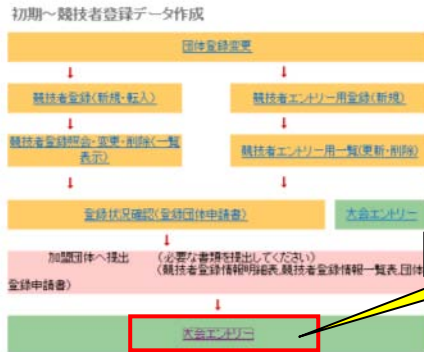 初期～競技者登録データ作成
団体登録変更
競技者登録(新規・転入)
競技者エントリー用登録(新規)
競技者登録照会・変更・削除(一覧
表示)
競技者エントリー用一覧(更新・削除)
登録状況確認(登録団体申請書)
大会エントリー
加盟団体へ提出 (必要な書類を提出してください)
(競技者登録情報明細表,競技者登録情報一覧表,団体
登録申請書)
大会エントリー